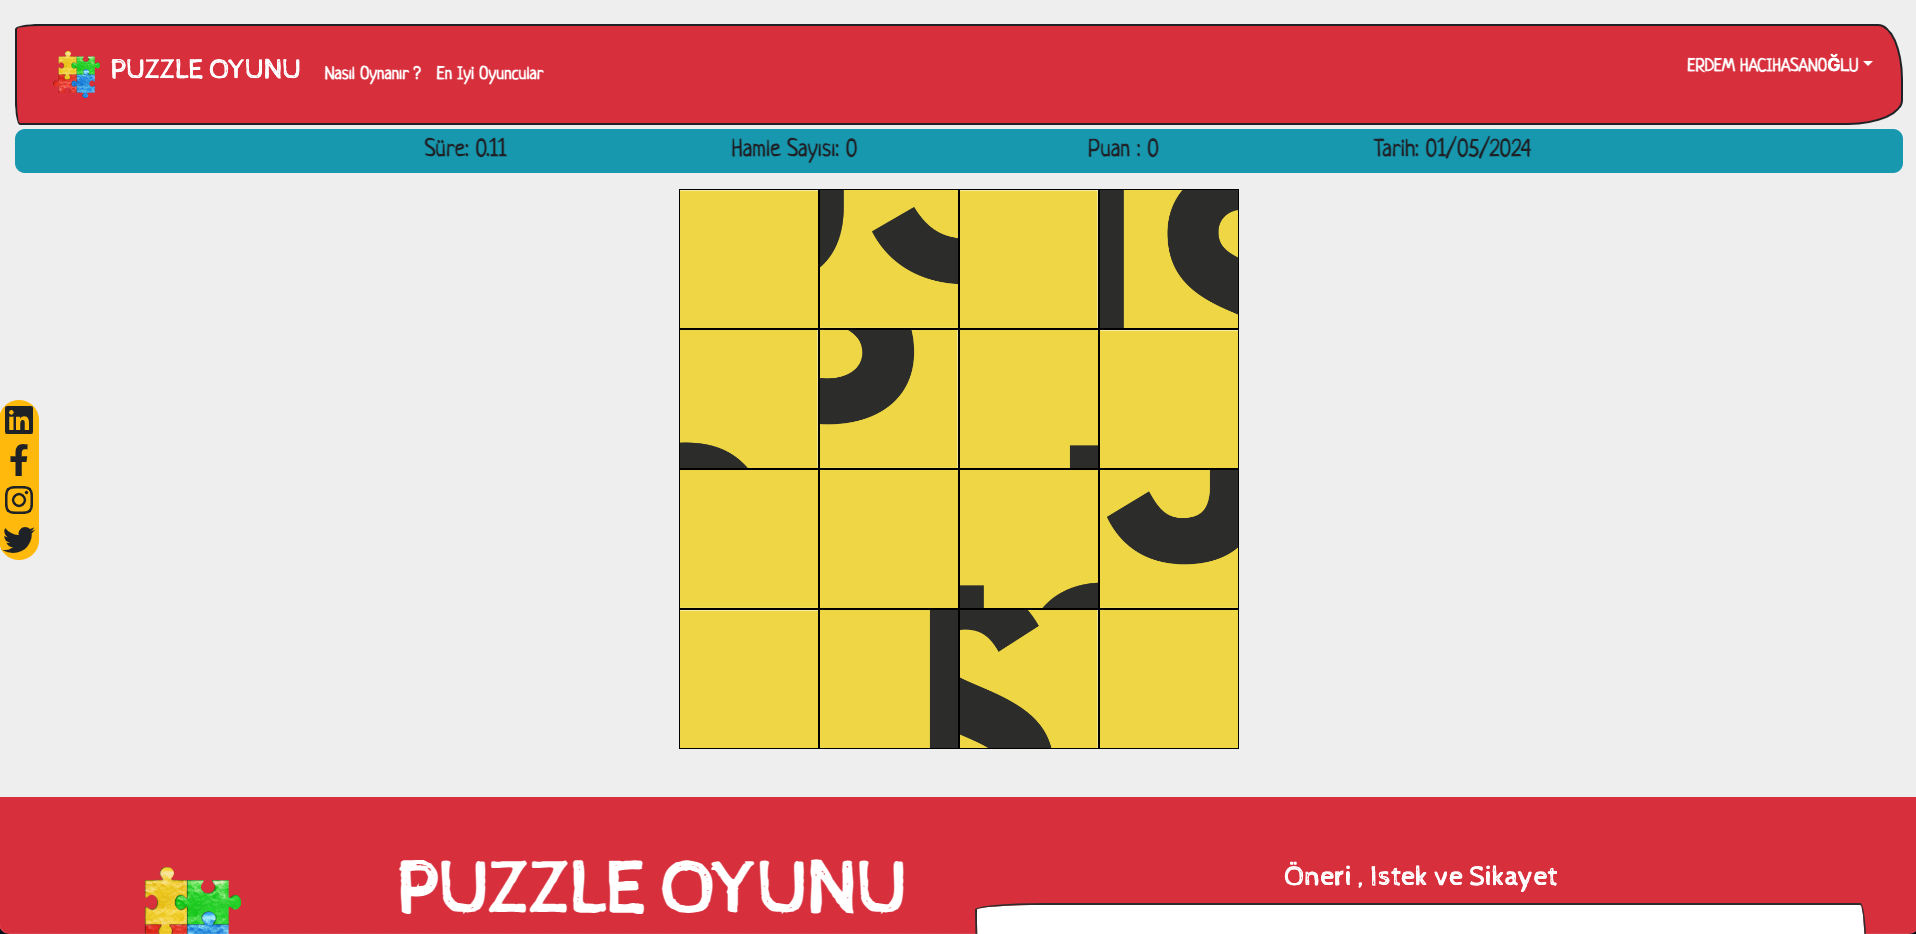 PUZZLE OYUNU Nasıl Oynanır ? En Iyi Oyuncular ERDEM HACIHASANOĞLU
Süre: 0.11 Hamle Sayısı: 0 Puan : 0 Tarih: 01/05/2024
PUZZLE OYUNU
Öneri , Istek ve Sikayet